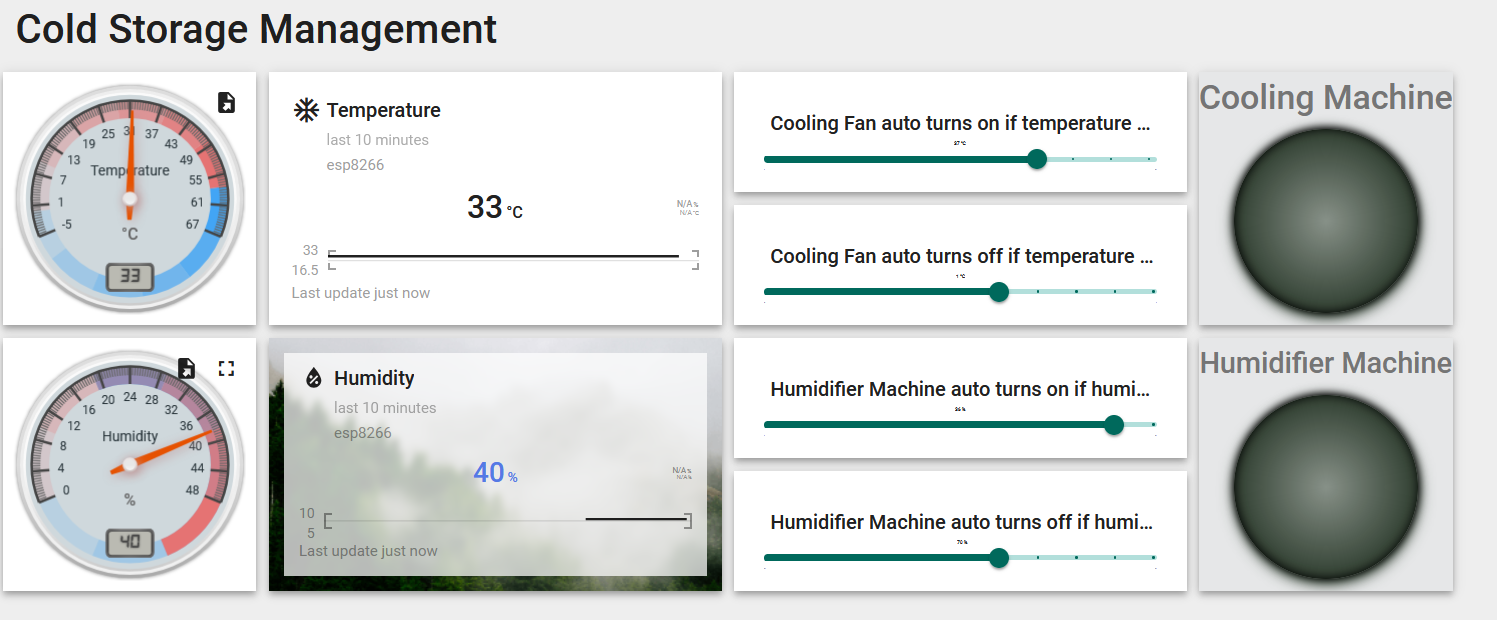 Cold Storage Management
-5
1
7
13
19
25
31
37
43
49
55
61
67
Temperature
°C
33
Temperature
last 10 minutes
esp8266
33 °C
N/A %
N/A °C
33
16.5
Last update just now
Cooling Fan auto turns on if temperature ...
Cooling Fan auto turns off if temperature ...
1 °C
Cooling Machine
0
4
8
12
16
20
24
28
32
36
40
44
48
Humidity
%
40
Humidity
last 10 minutes
esp8266
40 %
N/A %
N/A %
10
5
Last update just now
Humidifier Machine auto turns on if humi...
Humidifier Machine auto turns off if humi...
70 %
Humidifier Machine